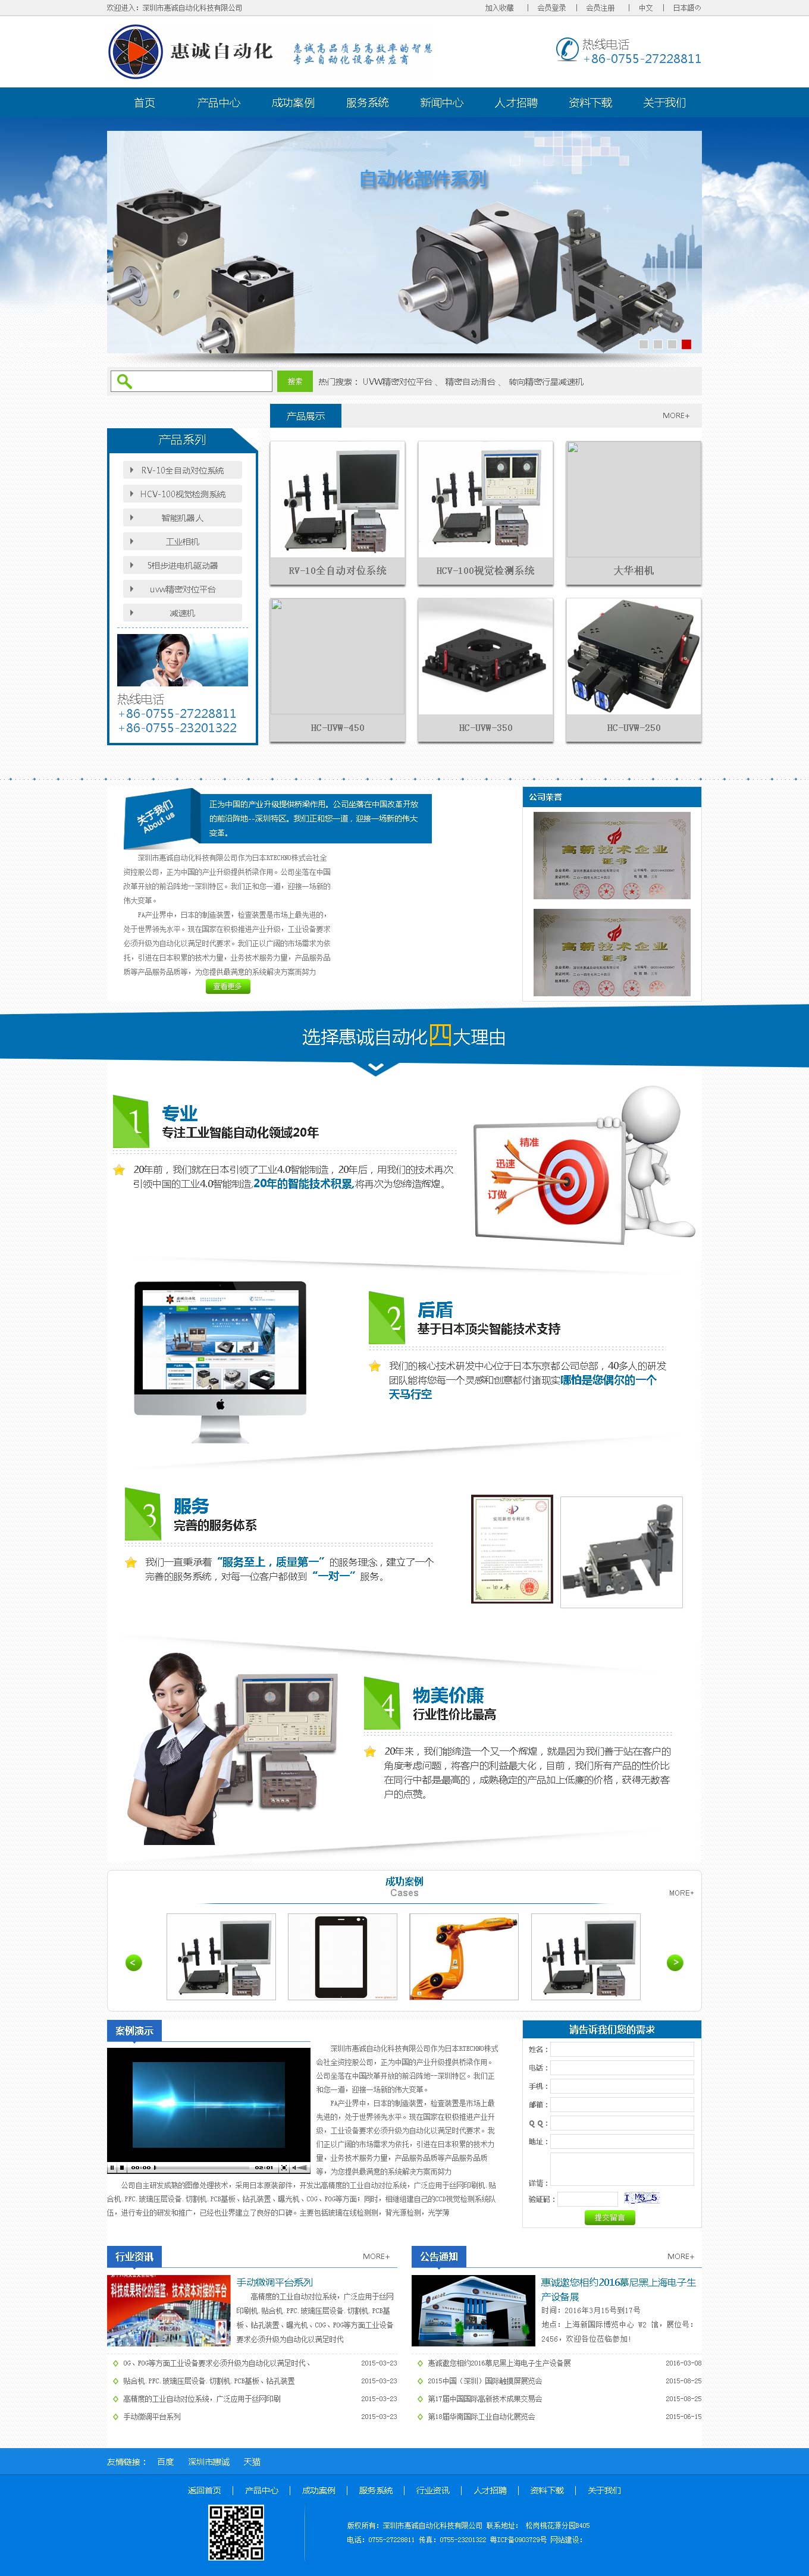 欢迎进入：深圳市惠诚自动化科技有限公司
加入收藏 | 会员登录 | 会员注册 | 中文 | 日本語の
惠诚自动化
惠诚高品质与高效率的智慧
专业自动化设备供应商
热线电话
+86-0755-27228811
首页 产品中心 成功案例 服务系统 新闻中心 人才招聘 资料下载 关于我们
自动化部件系列
搜索
热门搜索：UVW精密对位平台、精密自动滑台、转向精密行星减速机
产品展示
MORE+
产品系列
RV-10全自动对位系统
HCV-100视觉检测系统
智能机器人
工业相机
5相步进电机驱动器
uvw精密对位平台
减速机
热线电话
+86-0755-27228811
+86-0755-23201322
RV-10全自动对位系统
HCV-100视觉检测系统
大华相机
HC-UVW-450
HC-UVW-350
HC-UVW-250
关于我们
About us
正为中国的产业升级提供桥梁作用。公司坐落在中国改革开放
的前沿阵地--深圳特区。我们正和您一道，迎接一场新的伟大
变革。
深圳市惠诚自动化科技有限公司作为日本RTECHNO株式会社全
资控股公司，正为中国的产业升级提供桥梁作用。公司坐落在中国
改革开放的前沿阵地--深圳特区。我们正和您一道，迎接一场新的
伟大变革。
FA产业界中，日本的制造装置，检查装置是市场上最先进的，
处于世界领先水平。现在国家在积极推进产业升级，工业设备要求
必须升级为自动化以满足时代要求。我们正以广阔的市场需求为依
托，引进在日本积累的技术力量，业务技术服务力量，产品服务品
质等产品服务品质等，为您提供最满意的系统解决方案而努力
查看更多
公司荣誉
高新技术企业
证书
高新技术企业
证书
选择惠诚自动化四大理由
1
专业
专注工业智能自动化领域20年
20年前，我们就在日本引领了工业4.0智能制造，20年后，用我们的技术再次
引领中国的工业4.0智能制造,20年的智能技术积累,将再次为您缔造辉煌。
精准
迅速
订做
2
后盾
基于日本顶尖智能技术支持
我们的核心技术研发中心位于日本东京都公司总部，40多人的研发
团队能将您每一个灵感和创意都付诸现实哪怕是您偶尔的一个
天马行空
3
服务
完善的服务体系
我们一直秉承着“服务至上，质量第一”的服务理念，建立了一个
完善的服务系统，对每一位客户都做到“一对一”服务。
4
物美价廉
行业性价比最高
20年来，我们能缔造一个又一个辉煌，就是因为我们善于站在客户的
角度考虑问题，将客户的利益最大化，目前，我们所有产品的性价比
在同行中都是最高的，成熟稳定的产品加上低廉的价格，获得无数客
户的点赞。
成功案例
Cases
MORE+
案例演示
00:00
02:01
深圳市惠诚自动化科技有限公司作为日本RTECHNO株式
会社全资控股公司，正为中国的产业升级提供桥梁作用。
公司坐落在中国改革开放的前沿阵地--深圳特区。我们正
和您一道，迎接一场新的伟大变革。
FA产业界中，日本的制造装置，检查装置是市场上最
先进的，处于世界领先水平。现在国家在积极推进产业升
级，工业设备要求必须升级为自动化以满足时代要求。我
们正以广阔的市场需求为依托，引进在日本积累的技术力
量，业务技术服务力量，产品服务品质等产品服务品质
等，为您提供最满意的系统解决方案而努力
公司自主研发成熟的图像处理技术，采用日本原装部件，开发出高精度的工业自动对位系统，广泛应用于丝网印刷机.贴
合机.FPC.玻璃压层设备.切割机.PCB基板、钻孔装置、曝光机、COG、FOG等方面；同时，相继组建自己的CCD视觉检测系统队
伍，进行专业的研发和推广，已经也业界建立了良好的口碑。主要包括玻璃在线检测测，背光源检测，光学簿
请告诉我们您的需求
姓名：
电话：
手机：
邮箱：
Q Q：
地址：
详情：
验证码：
提交留言
行业资讯
MORE+
手动微调平台系列
高精度的工业自动对位系统，广泛应用于丝网
印刷机.贴合机.FPC.玻璃压层设备.切割机.PCB基
板、钻孔装置、曝光机、COG、FOG等方面工业设备
要求必须升级为自动化以满足时代
OG、FOG等方面工业设备要求必须升级为自动化以满足时代、 2015-03-23
贴合机.FPC.玻璃压层设备.切割机.PCB基板、钻孔装置 2015-03-23
高精度的工业自动对位系统，广泛应用于丝网印刷 2015-03-23
手动微调平台系列 2015-03-23
公告通知
MORE+
惠诚邀您相约2016慕尼黑上海电子生
产设备展
时间：2016年3月15号到17号
地点：上海新国际博览中心 W2 馆，展位号：
2456，欢迎各位莅临参加！
惠诚邀您相约2016慕尼黑上海电子生产设备展 2016-03-08
2015中国（深圳）国际触摸屏展览会 2015-08-25
第17届中国国际高新技术成果交易会 2015-08-25
第18届华南国际工业自动化展览会 2015-06-15
友情链接： 百度 深圳市惠诚 天猫
返回首页 | 产品中心 | 成功案例 | 服务系统 | 行业资讯 | 人才招聘 | 资料下载 | 关于我们
版权所有：深圳市惠诚自动化科技有限公司 联系地址： 松岗桃花源分园B405
电话：0755-27228811 传真：0755-23201322 粤ICP备0903729号 网站建设：